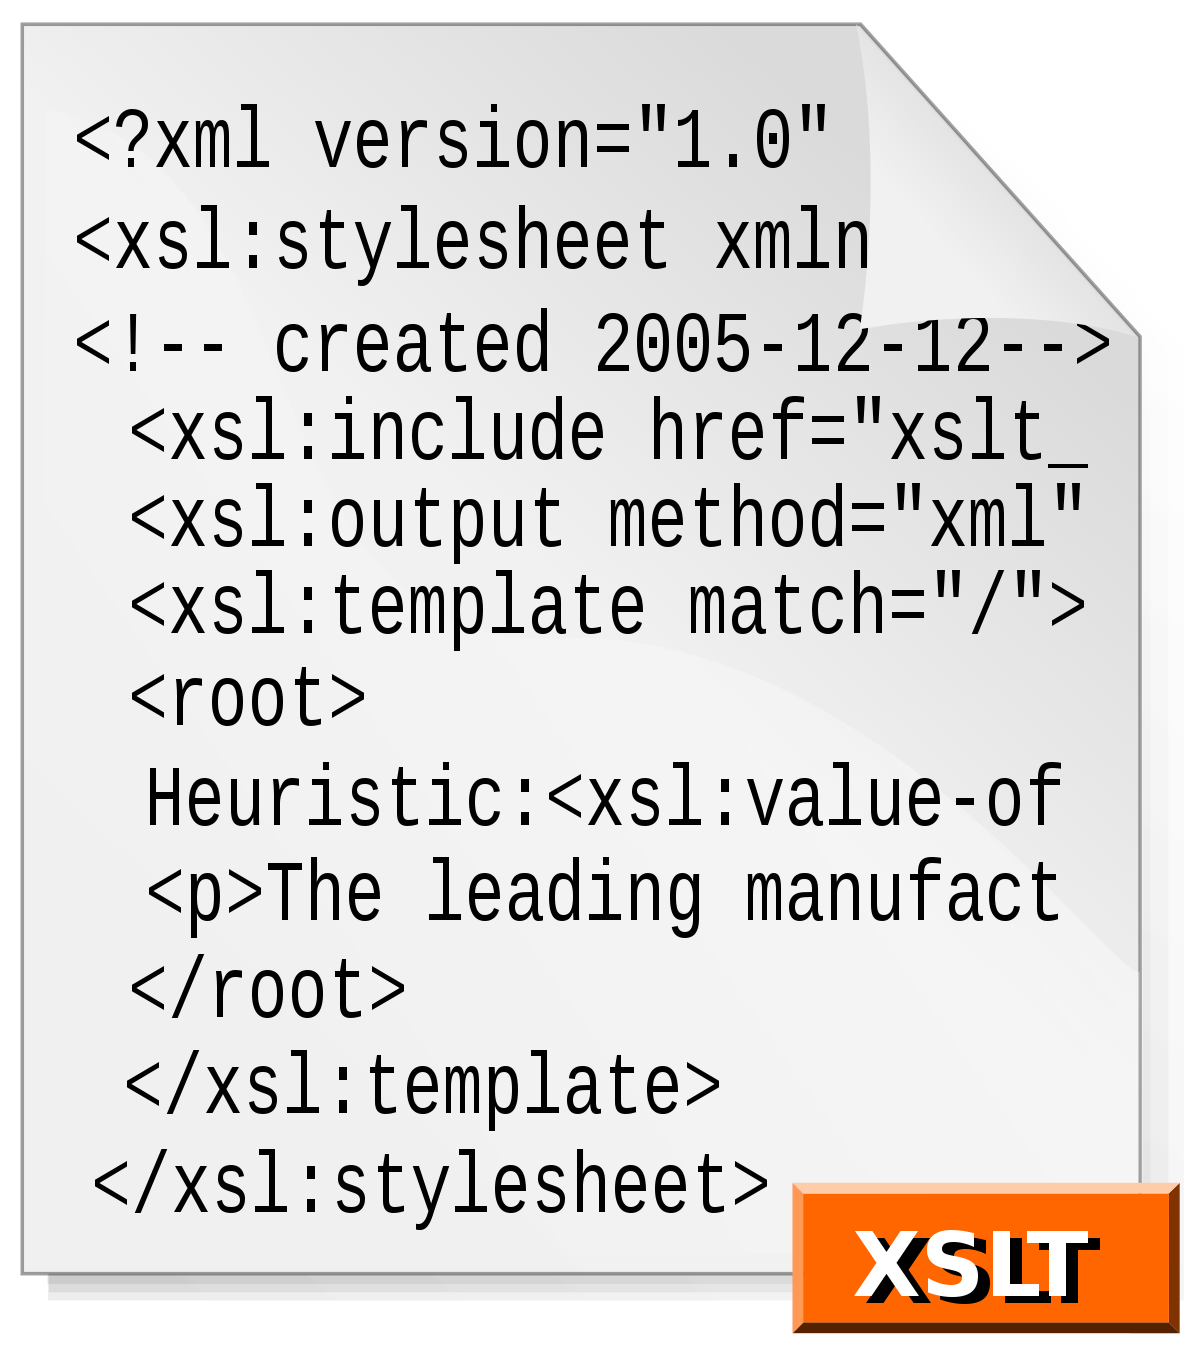 <?xml version="1.0"
<xsl:stylesheet xmln
<!-- created 2005-12-12-->
<xsl:include href="xslt_
<xsl:output method="xml"
<xsl:template match="/">
<root>
Heuristic:<xsl:value-of
<p>The leading manufact
</root>
</xsl:template>
</xsl:stylesheet>
XSLT